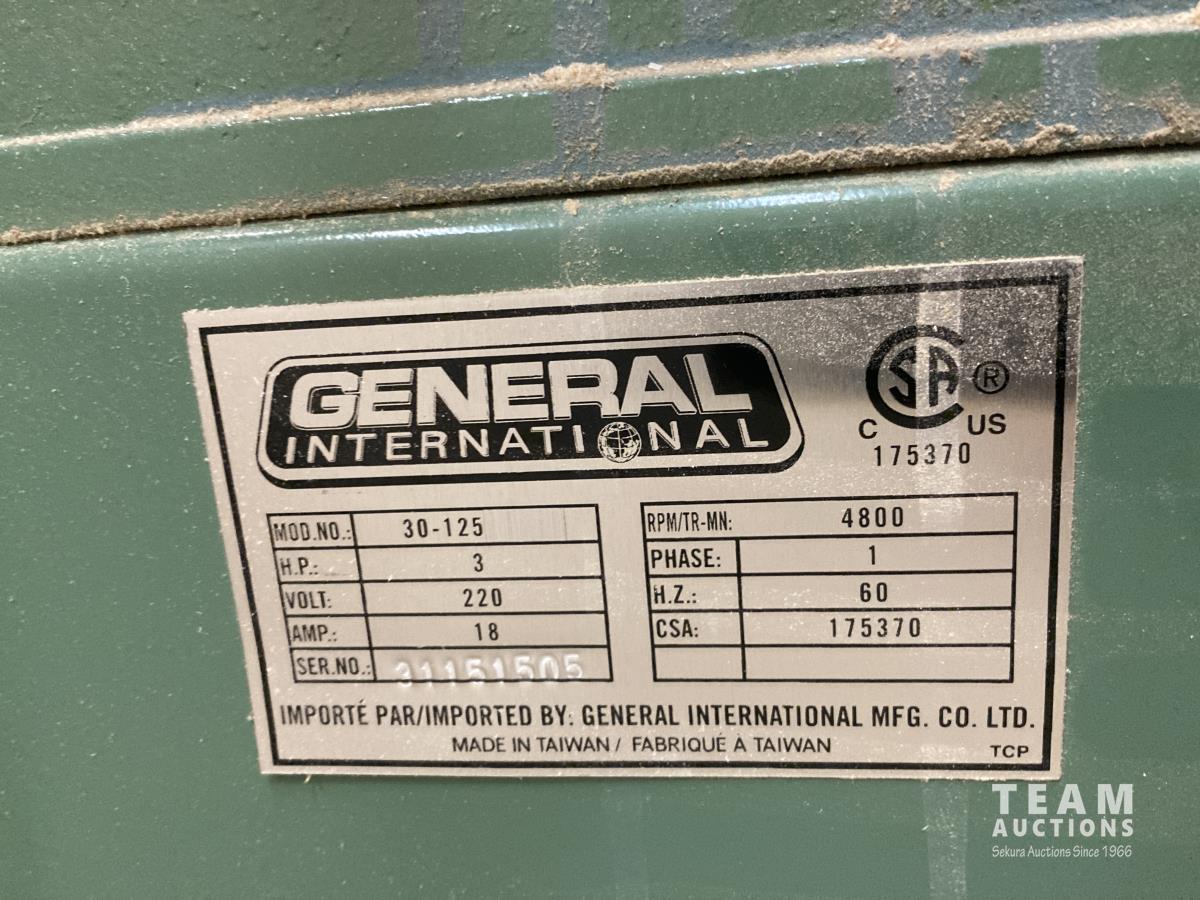 GENERAL
INTERNATIONAL
CSA ®
C US
175370
MOD.NO.: 30-125
H.P.: 3
VOLT: 220
AMP.: 18
SER.NO.: 31151505
RPM/TR-MN: 4800
PHASE: 1
H.Z.: 60
CSA: 175370
IMPORTÉ PAR/IMPORTED BY: GENERAL INTERNATIONAL MFG. CO. LTD.
MADE IN TAIWAN / FABRIQUÉ À TAIWAN
TCP
TEAM
AUCTIONS
Sekura Auctions Since 1966